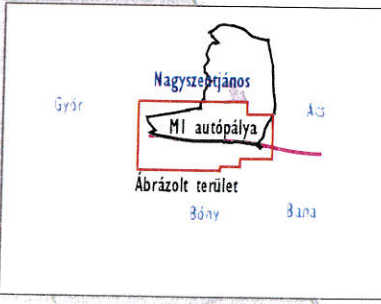 Nagyszentjános
Győr
Ács
M1 autópálya
Ábrázolt terület
Bőny
Bana